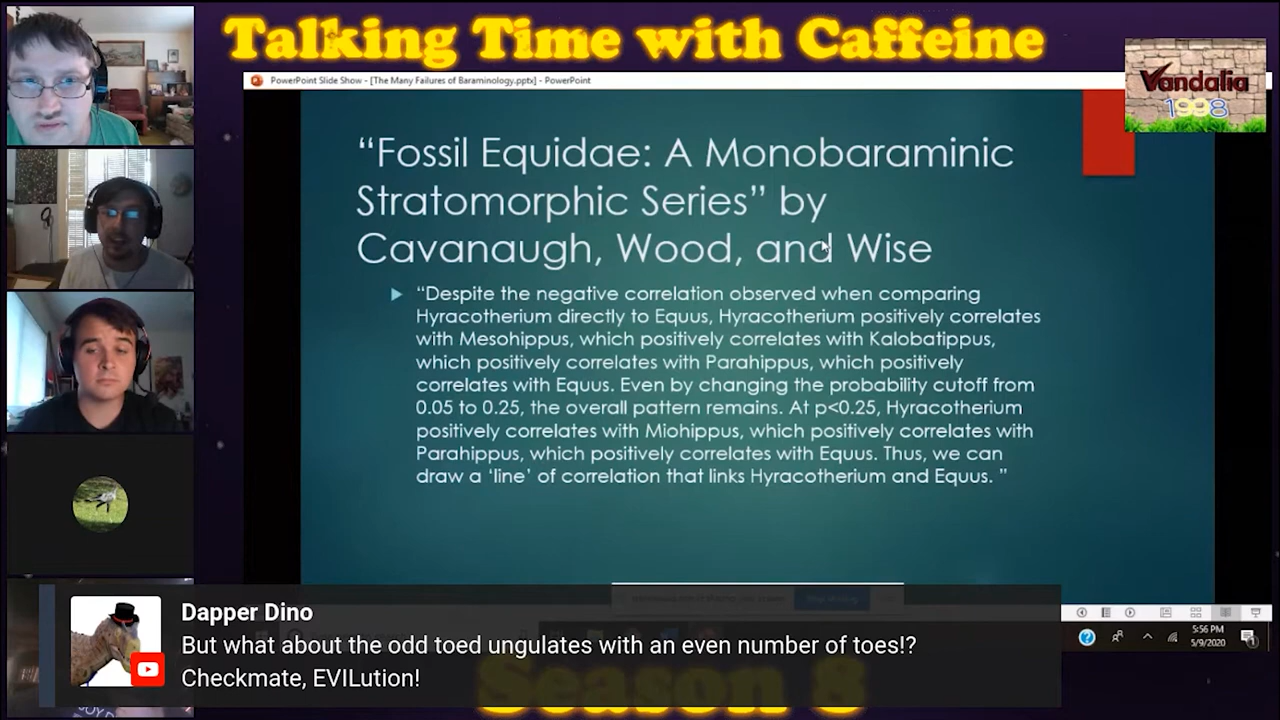 Talking Time with Caffeine
Vandalia
1998
PowerPoint Slide Show - [The Many Failures of Baraminology.pptx] - PowerPoint
“Fossil Equidae: A Monobaraminic
Stratomorphic Series” by
Cavanaugh, Wood, and Wise
“Despite the negative correlation observed when comparing
Hyracotherium directly to Equus, Hyracotherium positively correlates
with Mesohippus, which positively correlates with Kalobatippus,
which positively correlates with Parahippus, which positively
correlates with Equus. Even by changing the probability cutoff from
0.05 to 0.25, the overall pattern remains. At p<0.25, Hyracotherium
positively correlates with Miohippus, which positively correlates with
Parahippus, which positively correlates with Equus. Thus, we can
draw a ‘line’ of correlation that links Hyracotherium and Equus. ”
5:56 PM
5/9/2020
Dapper Dino
But what about the odd toed ungulates with an even number of toes!?
Checkmate, EVILution!
Season 8